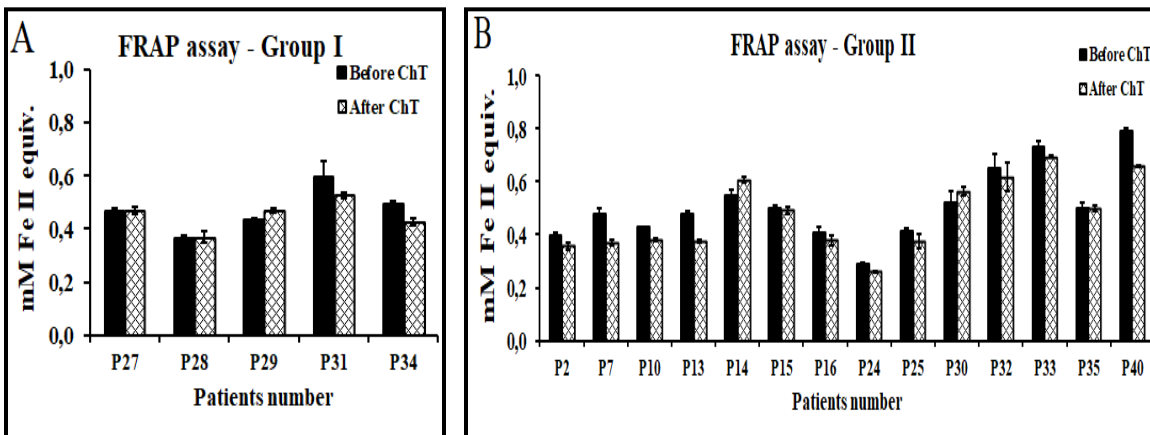 A
FRAP assay - Group I
Before ChT
After ChT
mM Fe II equiv.
1,0
0,8
0,6
0,4
0,2
0,0
P27 P28 P29 P31 P34
Patients number
B
FRAP assay - Group II
Before ChT
After ChT
mM Fe II equiv.
1,0
0,8
0,6
0,4
0,2
0,0
P2 P7 P10 P13 P14 P15 P16 P24 P25 P30 P32 P33 P35 P40
Patients number